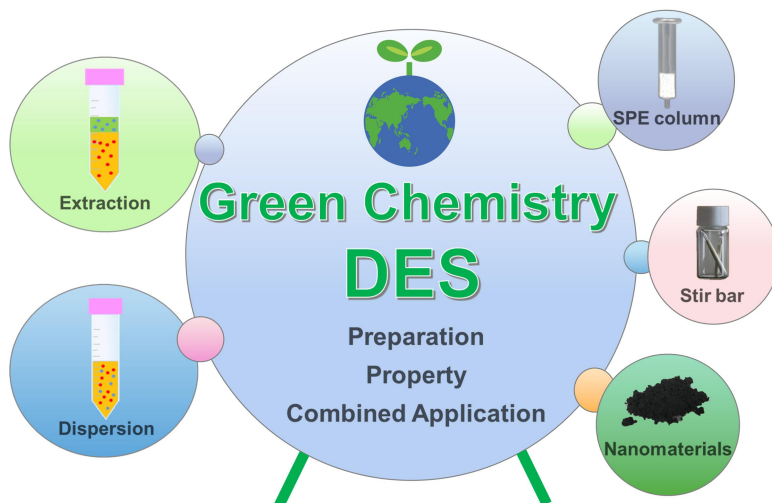 Green Chemistry
DES
Preparation
Property
Combined Application
Extraction
Dispersion
SPE column
Stir bar
Nanomaterials